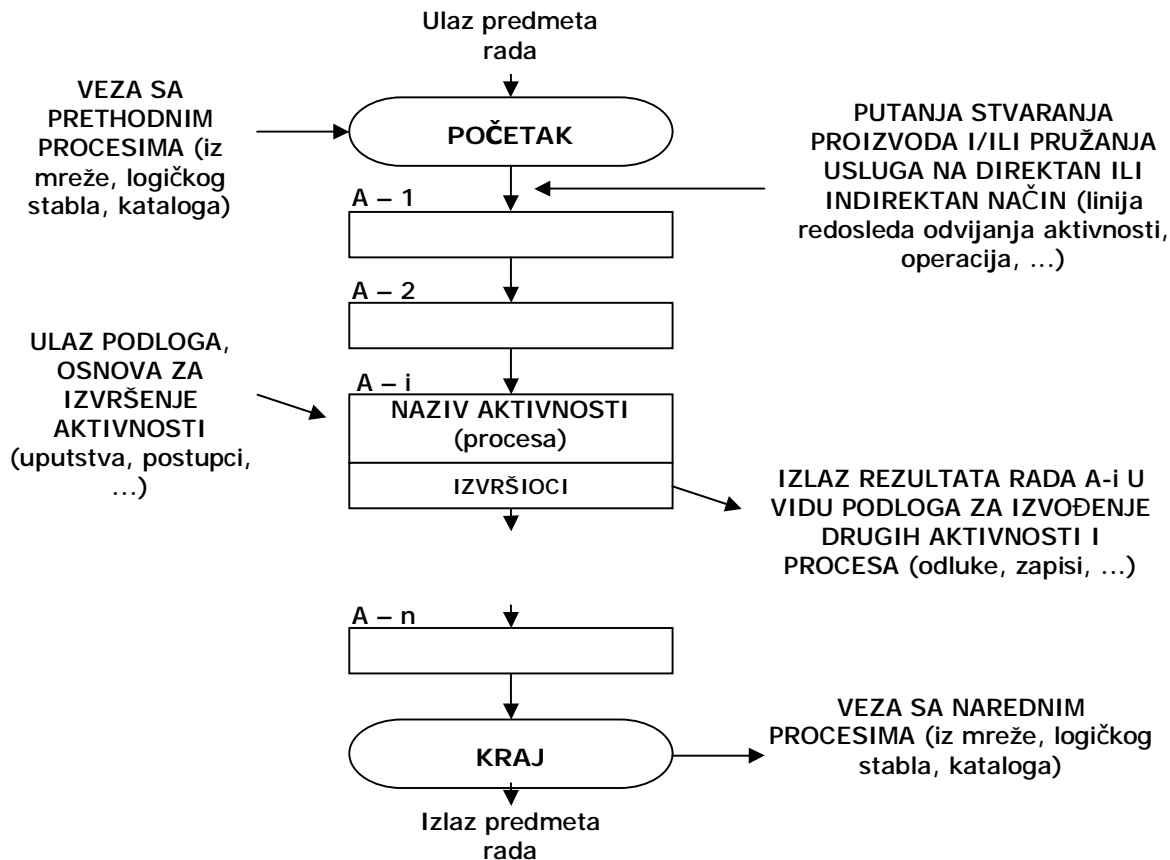 Ulaz predmeta
rada
VEZA SA
PRETHODNIM
PROCESIMA (iz
mreže, logičkog
stabla, kataloga)
POČETAK
PUTANJA STVARANJA
PROIZVODA I/ILI PRUŽANJA
USLUGA NA DIREKTAN ILI
INDIREKTAN NAČIN (linija
redosleda odvijanja aktivnosti,
operacija, ...)
A – 1
A – 2
ULAZ PODLOGA,
OSNOVA ZA
IZVRŠENJE
AKTIVNOSTI
(uputstva, postupci,
...)
A – i
NAZIV AKTIVNOSTI
(procesa)
IZVRŠIOCI
IZLAZ REZULTATA RADA A-i U
VIDU PODLOGA ZA IZVOĐENJE
DRUGIH AKTIVNOSTI I
PROCESA (odluke, zapisi, ...)
A – n
KRAJ
VEZA SA NAREDNIM
PROCESIMA (iz mreže, logičkog
stabla, kataloga)
Izlaz predmeta
rada